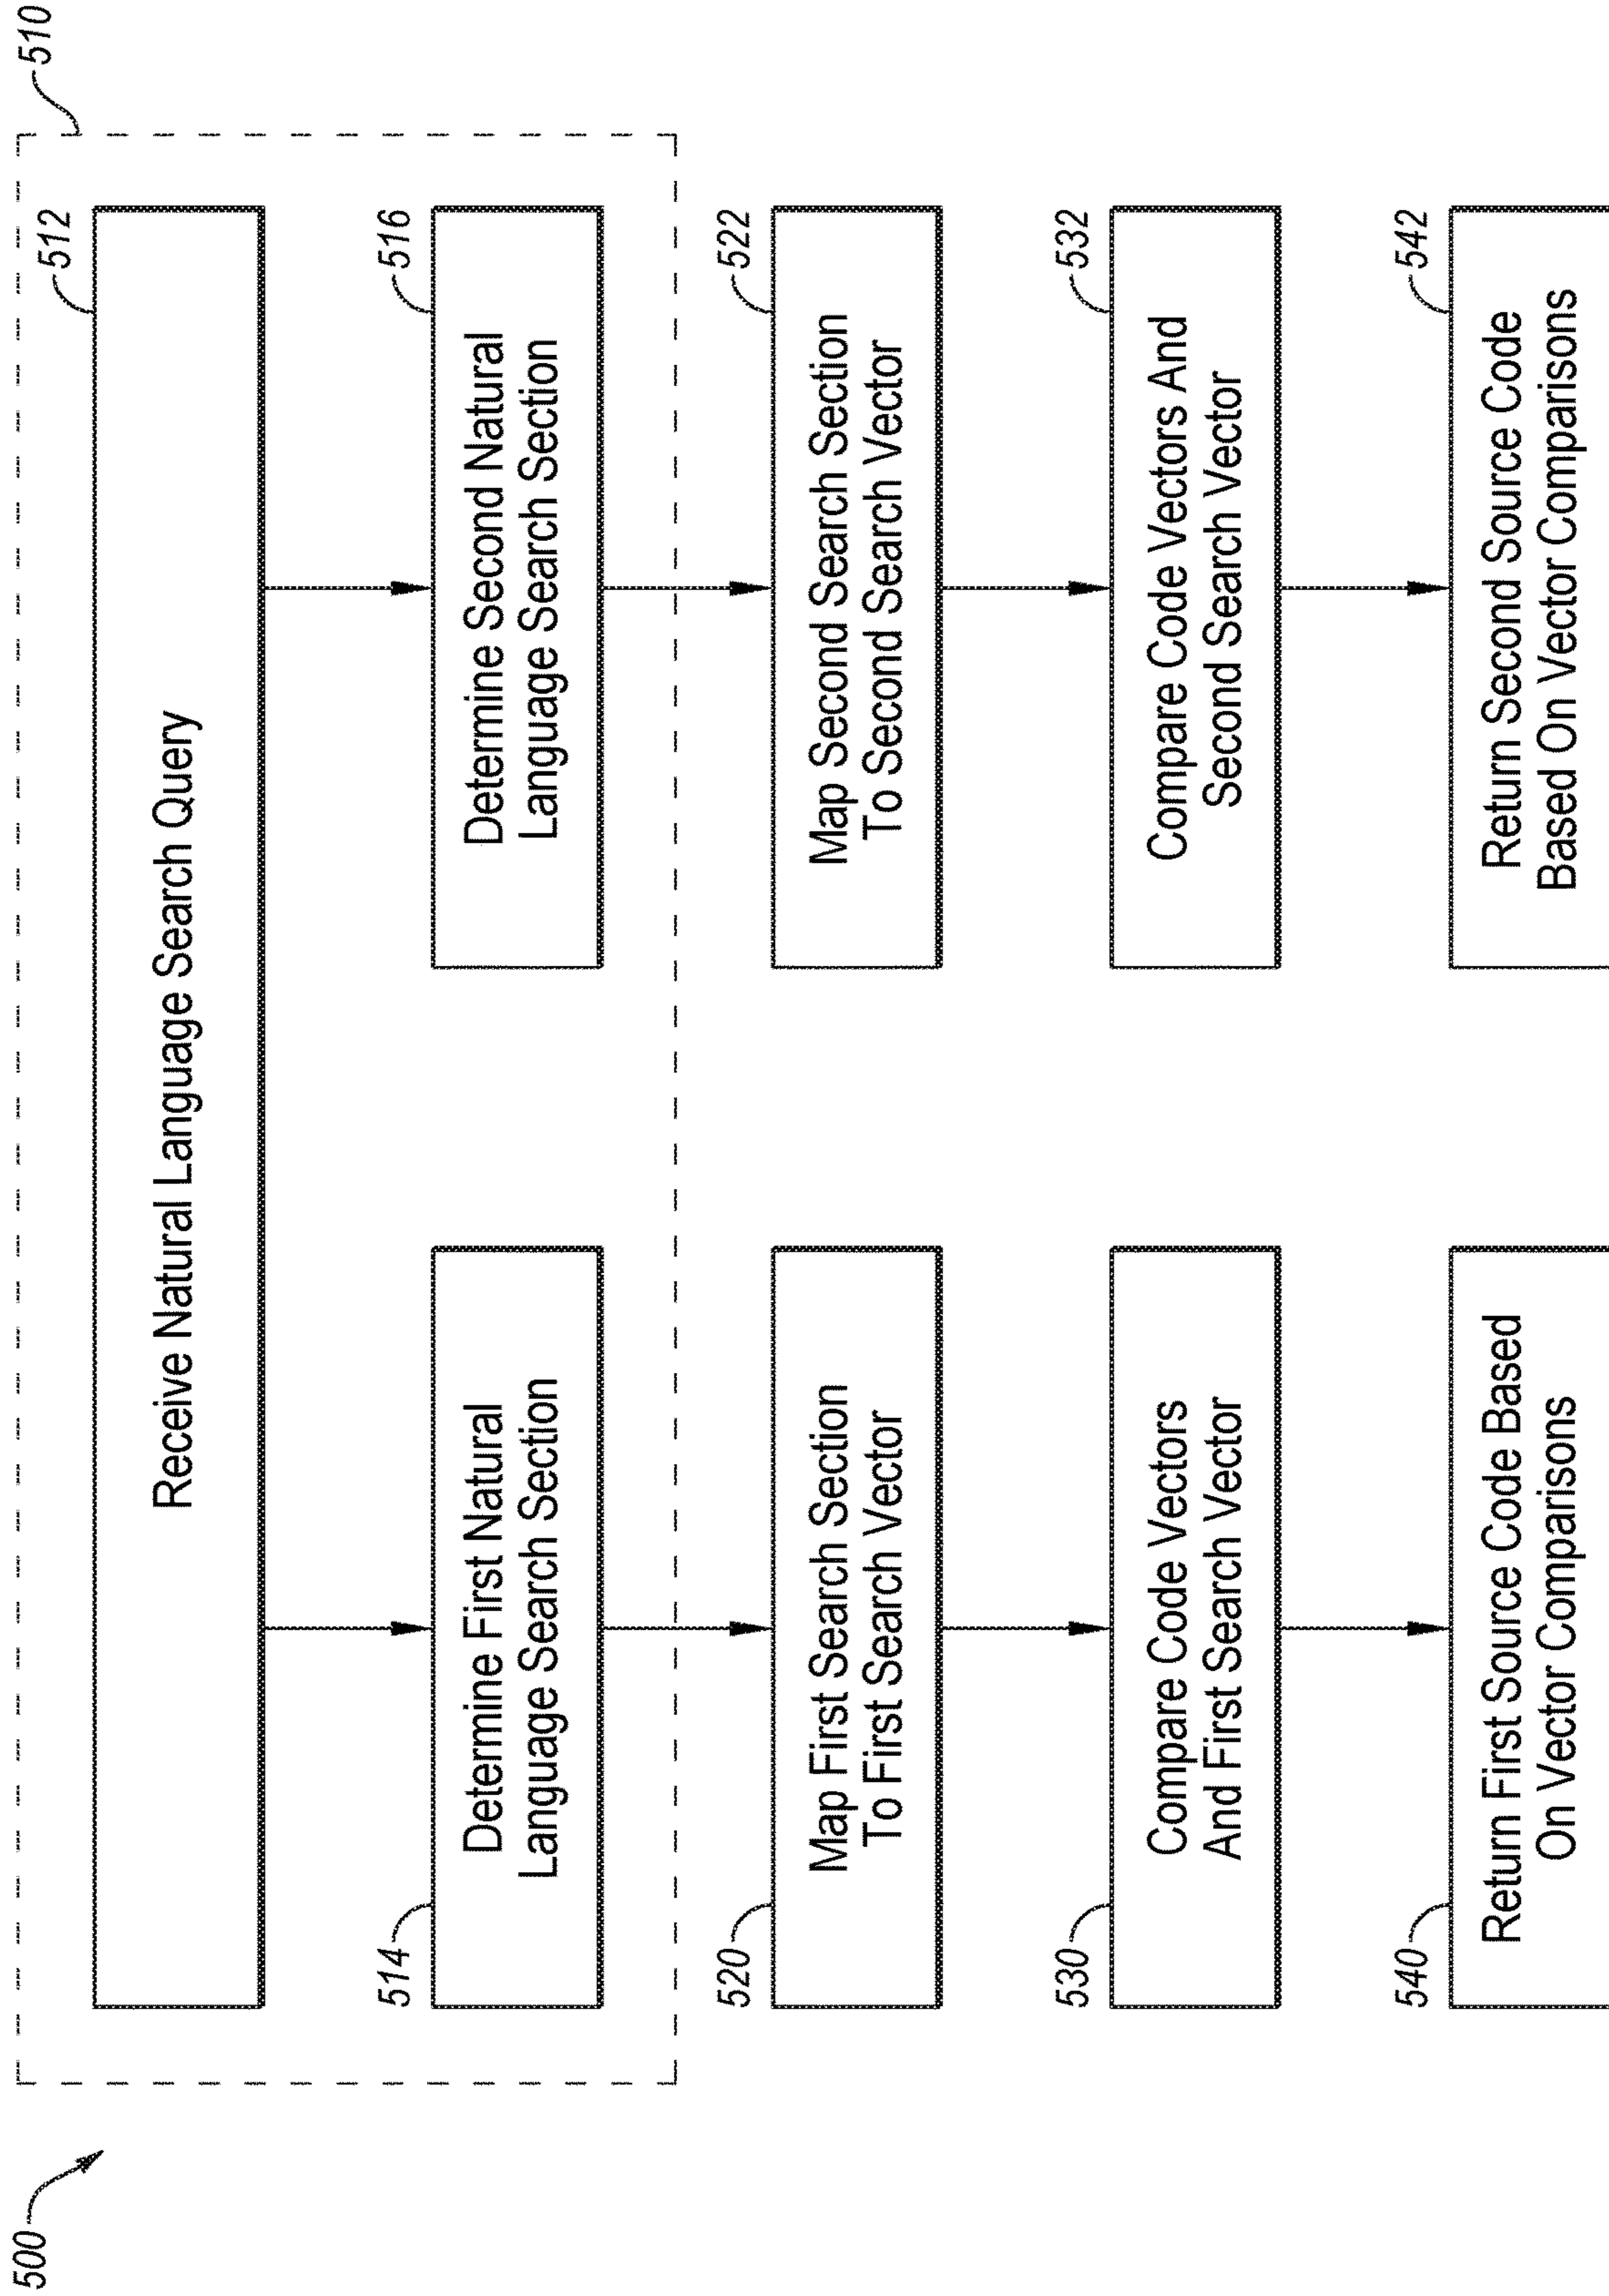 500
510
512
Receive Natural Language Search Query
514
Determine First Natural
Language Search Section
516
Determine Second Natural
Language Search Section
520
Map First Search Section
To First Search Vector
522
Map Second Search Section
To Second Search Vector
530
Compare Code Vectors
And First Search Vector
532
Compare Code Vectors And
Second Search Vector
540
Return First Source Code Based
On Vector Comparisons
542
Return Second Source Code
Based On Vector Comparisons